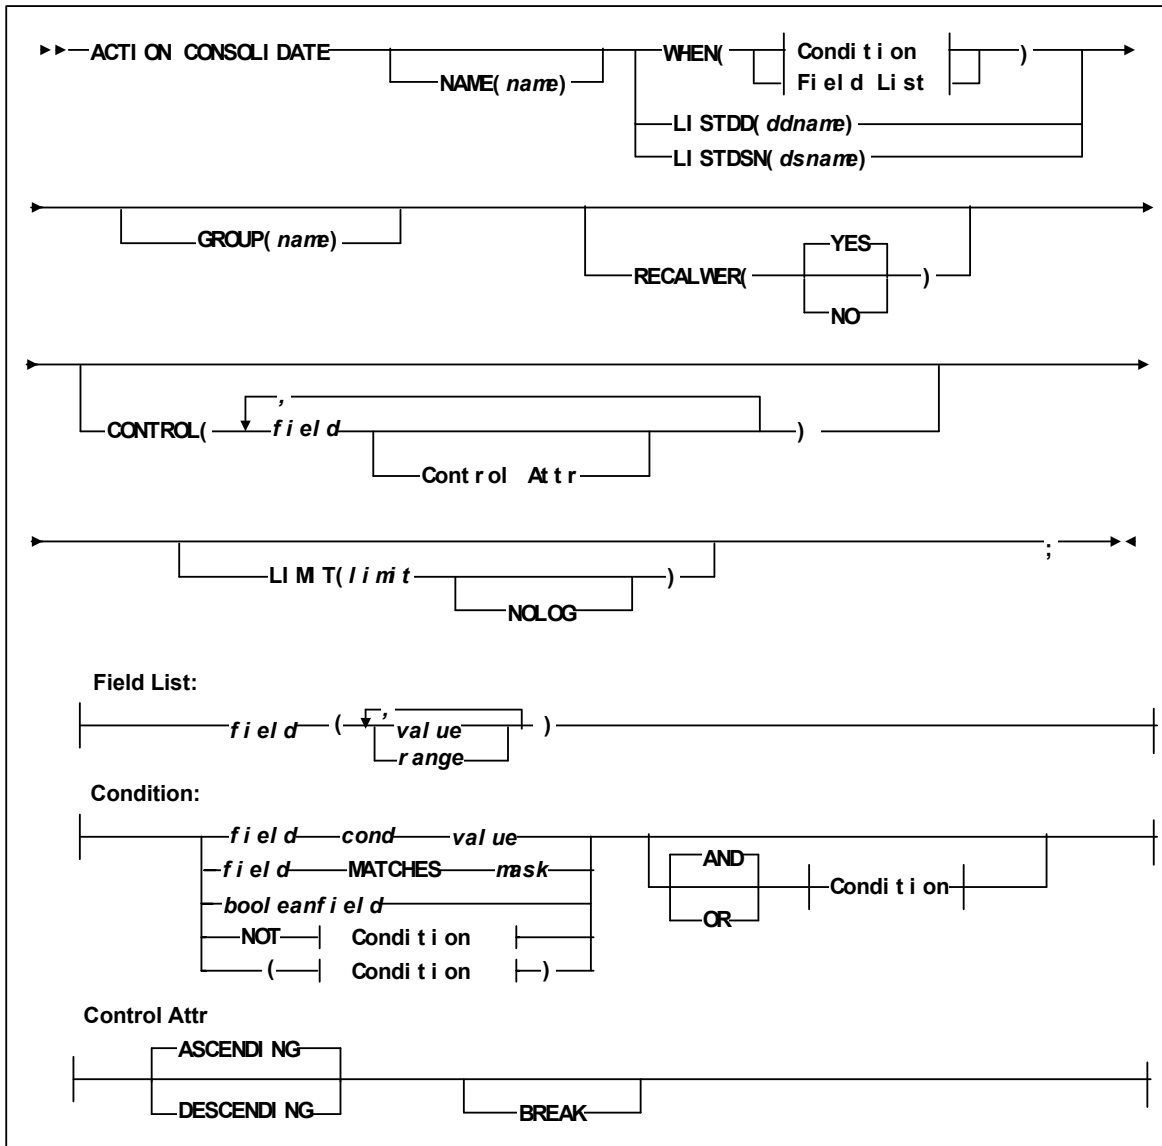 ACTION CONSOLIDATE WHEN( Condition )
NAME( name) Field List
LISTDD( ddname)
LISTDSN( dsname)
GROUP( name) YES
RECALWER( )
NO
,
CONTROL( field )
Control Attr
;
LIMIT( limit )
NOLOG
Field List:
field ( , value )
range
Condition:
field cond value AND
field MATCHES mask Condition
booleanfield OR
NOT Condition
( Condition )
Control Attr
ASCENDING
DESCENDING BREAK